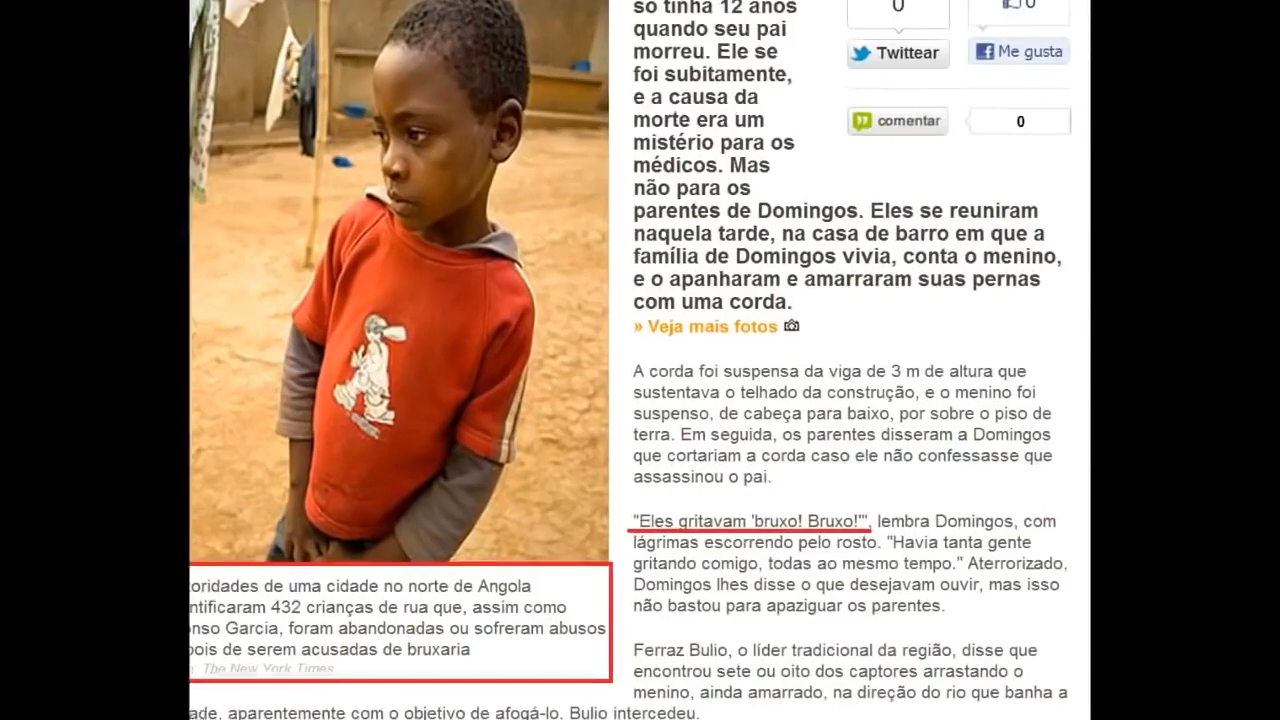 só tinha 12 anos
quando seu pai
morreu. Ele se
foi subitamente,
e a causa da
morte era um
mistério para os
médicos. Mas
não para os
parentes de Domingos. Eles se reuniram
naquela tarde, na casa de barro em que a
família de Domingos vivia, conta o menino,
e o apanharam e amarraram suas pernas
com uma corda.
» Veja mais fotos
0
0
Twittear
Me gusta
comentar
0
A corda foi suspensa da viga de 3 m de altura que
sustentava o telhado da construção, e o menino foi
suspenso, de cabeça para baixo, por sobre o piso de
terra. Em seguida, os parentes disseram a Domingos
que cortariam a corda caso ele não confessasse que
assassinou o pai.
"Eles gritavam 'bruxo! Bruxo!'", lembra Domingos, com
lágrimas escorrendo pelo rosto. "Havia tanta gente
gritando comigo, todas ao mesmo tempo." Aterrorizado,
Domingos lhes disse o que desejavam ouvir, mas isso
não bastou para apaziguar os parentes.
Ferraz Bulio, o líder tradicional da região, disse que
encontrou sete ou oito dos captores arrastando o
menino, ainda amarrado, na direção do rio que banha a
ade, aparentemente com o objetivo de afogá-lo. Bulio intercedeu.
oridades de uma cidade no norte de Angola
ntificaram 432 crianças de rua que, assim como
onso Garcia, foram abandonadas ou sofreram abusos
pois de serem acusadas de bruxaria
: The New York Times